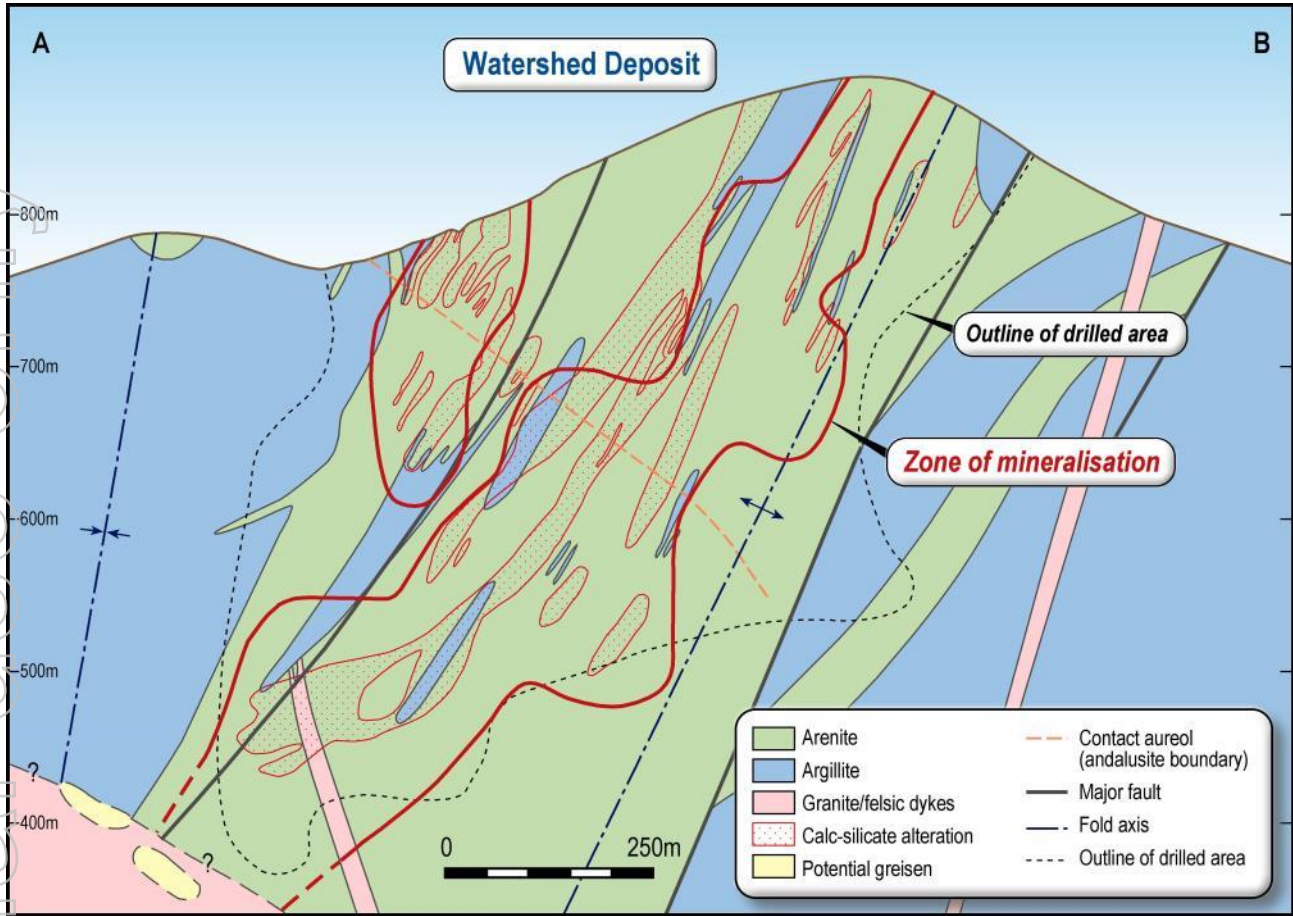 A
B
Watershed Deposit
800m
700m
600m
500m
400m
Outline of drilled area
Zone of mineralisation
?
?
0
250m
Arenite
Argillite
Granite/felsic dykes
Calc-silicate alteration
Potential greisen
Contact aureol
(andalusite boundary)
Major fault
Fold axis
Outline of drilled area